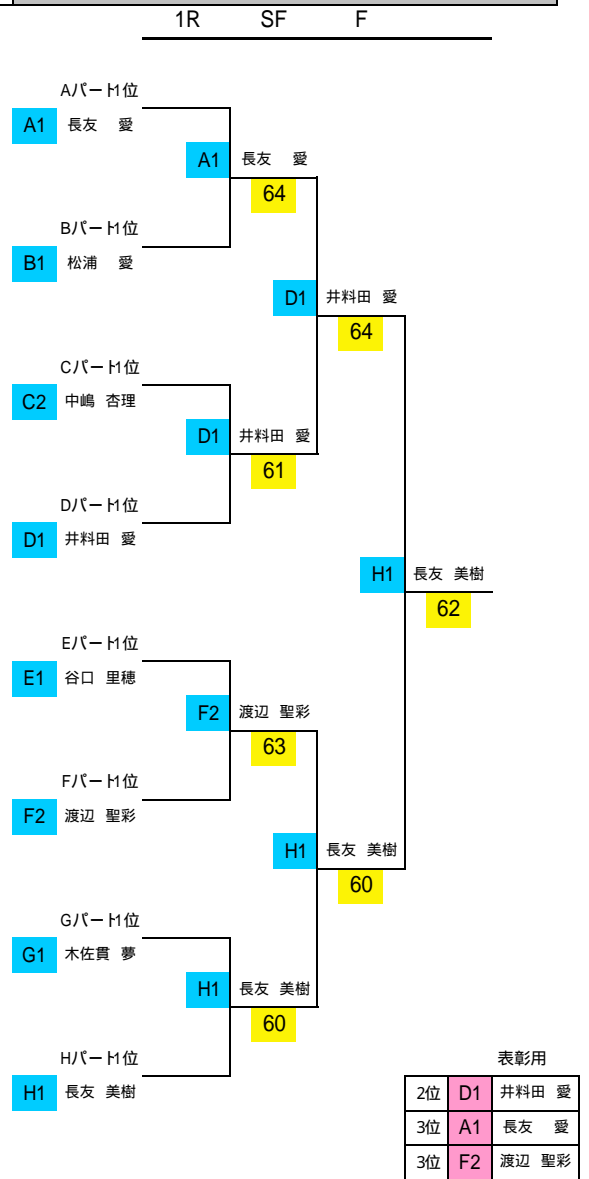 1R SF F
Aパート1位
A1 長友 愛
A1 長友 愛
64
Bパート1位
B1 松浦 愛
D1 井料田 愛
64
Cパート1位
C2 中嶋 杏理
D1 井料田 愛
61
Dパート1位
D1 井料田 愛
H1 長友 美樹
62
Eパート1位
E1 谷口 里穂
F2 渡辺 聖彩
63
Fパート1位
F2 渡辺 聖彩
H1 長友 美樹
60
Gパート1位
G1 木佐貫 夢
H1 長友 美樹
60
Hパート1位
H1 長友 美樹
表彰用
2位 D1 井料田 愛
3位 A1 長友 愛
3位 F2 渡辺 聖彩